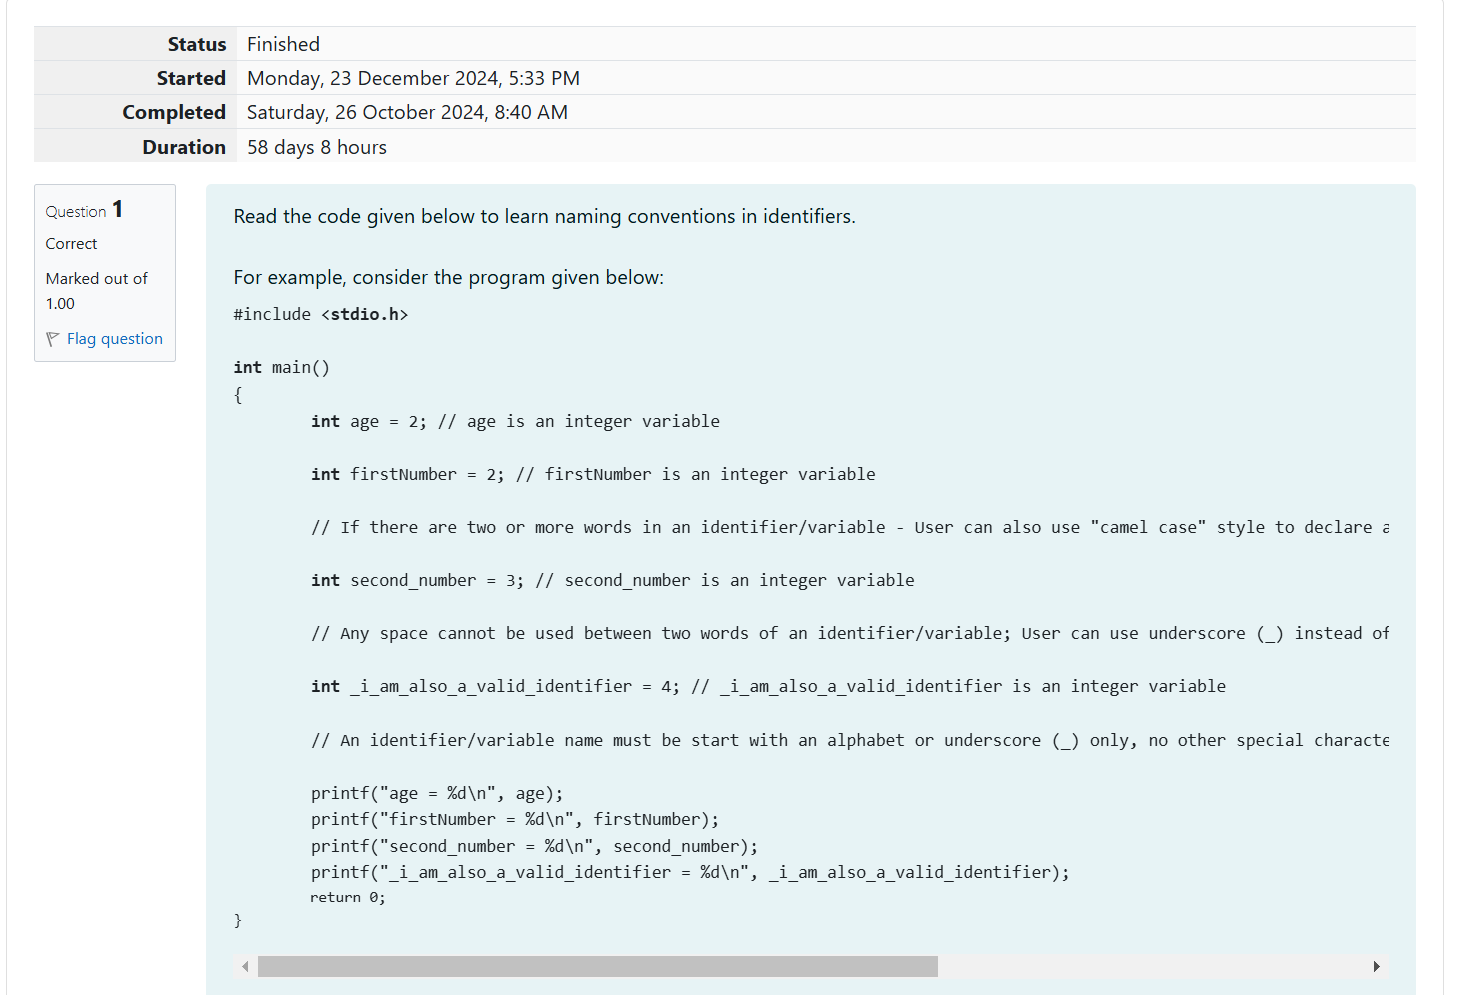 Status Finished
Started Monday, 23 December 2024, 5:33 PM
Completed Saturday, 26 October 2024, 8:40 AM
Duration 58 days 8 hours
Question 1
Correct
Marked out of
1.00
Flag question
Read the code given below to learn naming conventions in identifiers.
For example, consider the program given below:
#include <stdio.h>
int main()
{
int age = 2; // age is an integer variable
int firstNumber = 2; // firstNumber is an integer variable
// If there are two or more words in an identifier/variable - User can also use "camel case" style to declare a
int second_number = 3; // second_number is an integer variable
// Any space cannot be used between two words of an identifier/variable; User can use underscore (_) instead of
int _i_am_also_a_valid_identifier = 4; // _i_am_also_a_valid_identifier is an integer variable
// An identifier/variable name must be start with an alphabet or underscore (_) only, no other special characte
printf("age = %d\n", age);
printf("firstNumber = %d\n", firstNumber);
printf("second_number = %d\n", second_number);
printf("_i_am_also_a_valid_identifier = %d\n", _i_am_also_a_valid_identifier);
return 0;
}